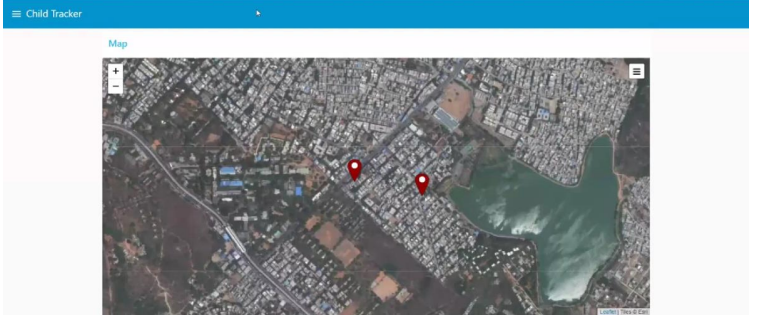 Child Tracker
Map
+
−
Leaflet | Tiles © Esri